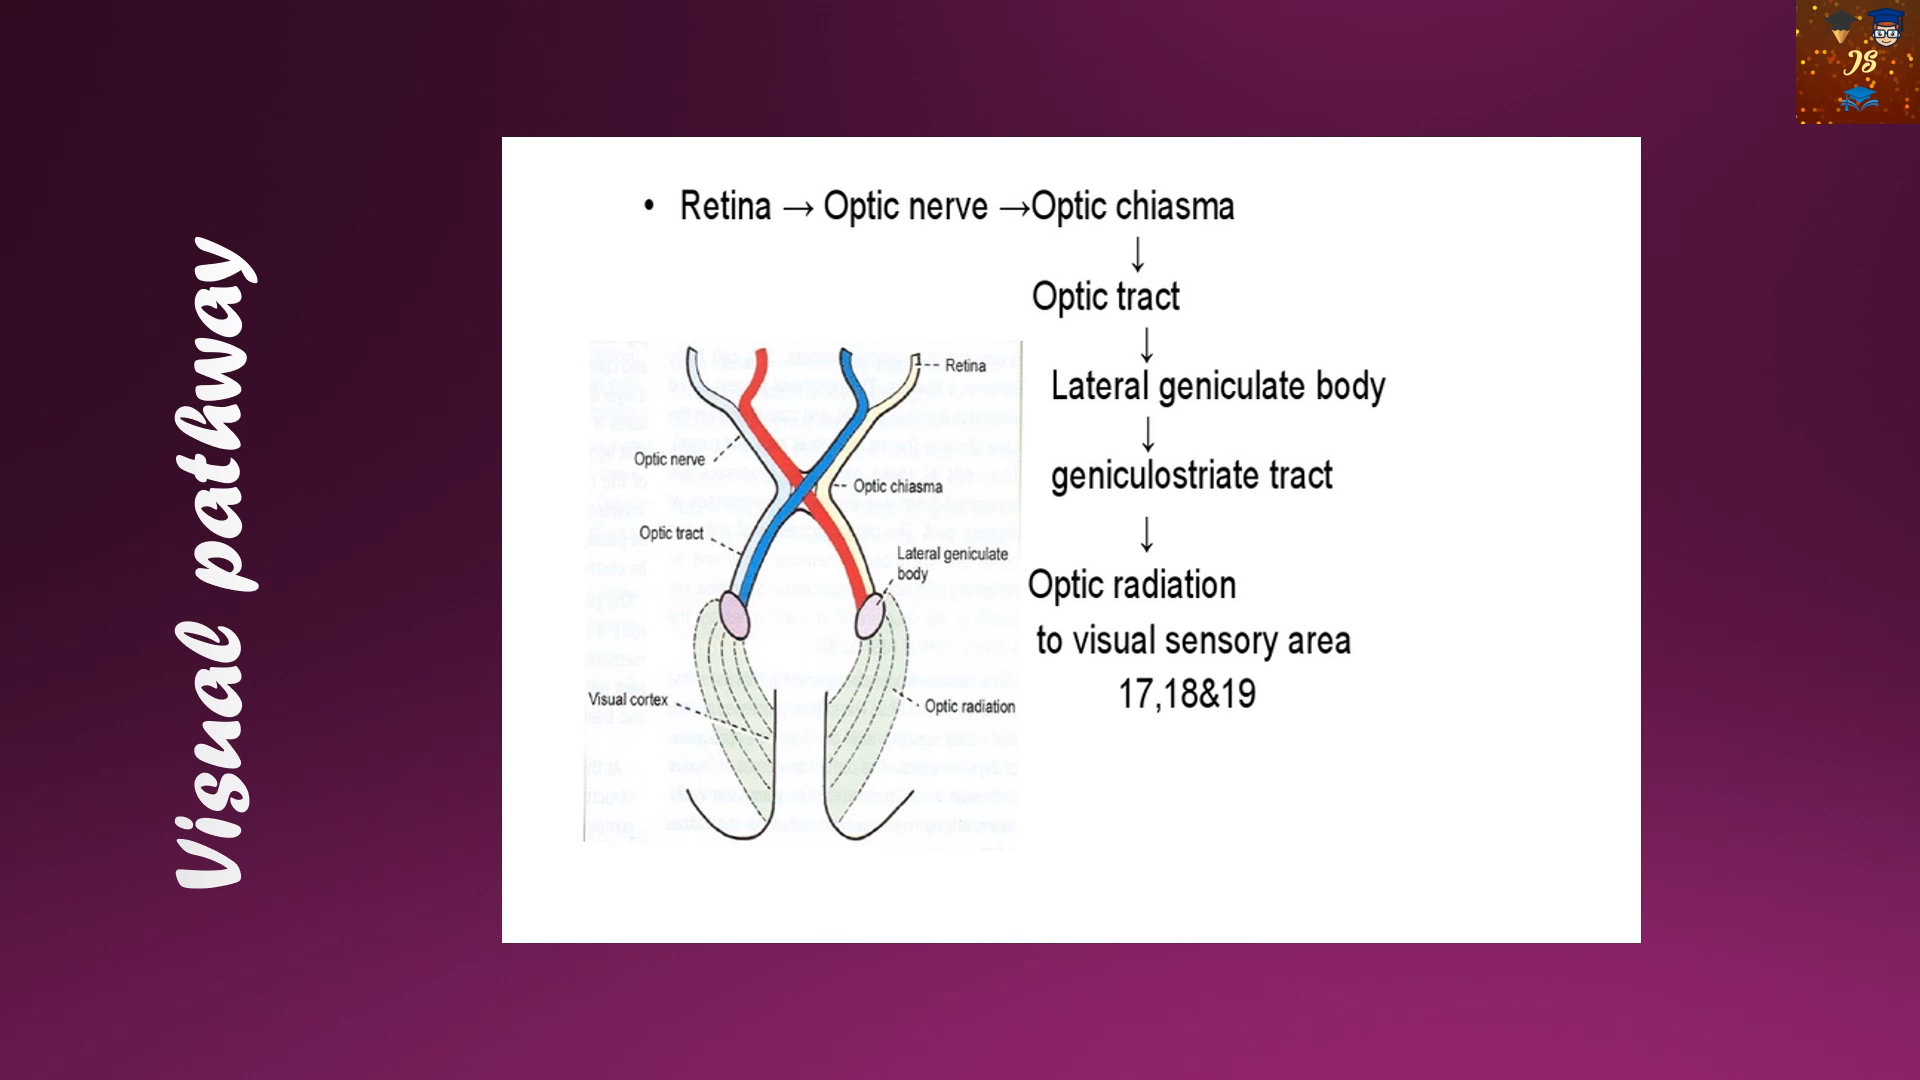 JS
Visual pathway
• Retina → Optic nerve →Optic chiasma
↓
Optic tract
↓
Lateral geniculate body
↓
geniculostriate tract
↓
Optic radiation
to visual sensory area
17,18&19
Retina
Optic nerve
Optic chiasma
Optic tract
Lateral geniculate
body
Visual cortex
Optic radiation